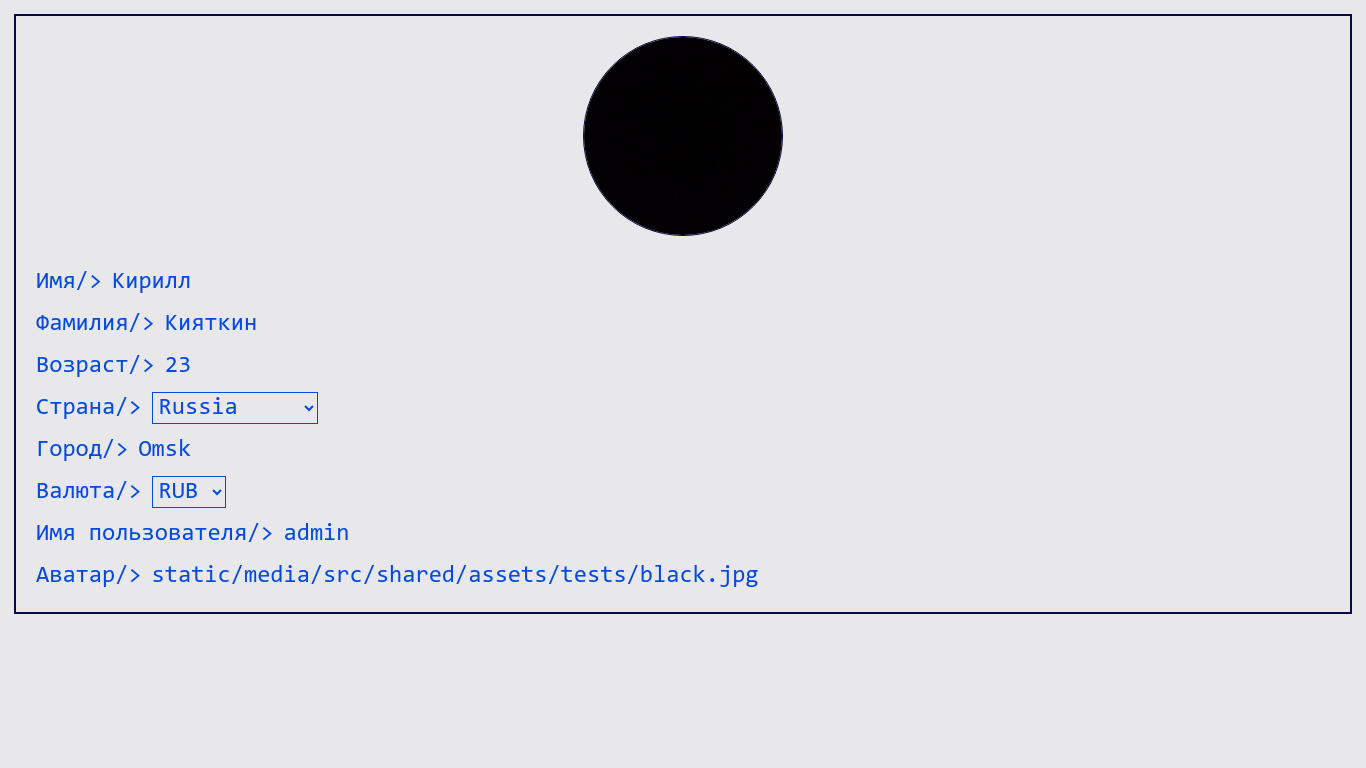 Имя/> Кирилл
Фамилия/> Кияткин
Возраст/> 23
Страна/> Russia
Город/> Omsk
Валюта/> RUB
Имя пользователя/> admin
Аватар/> static/media/src/shared/assets/tests/black.jpg